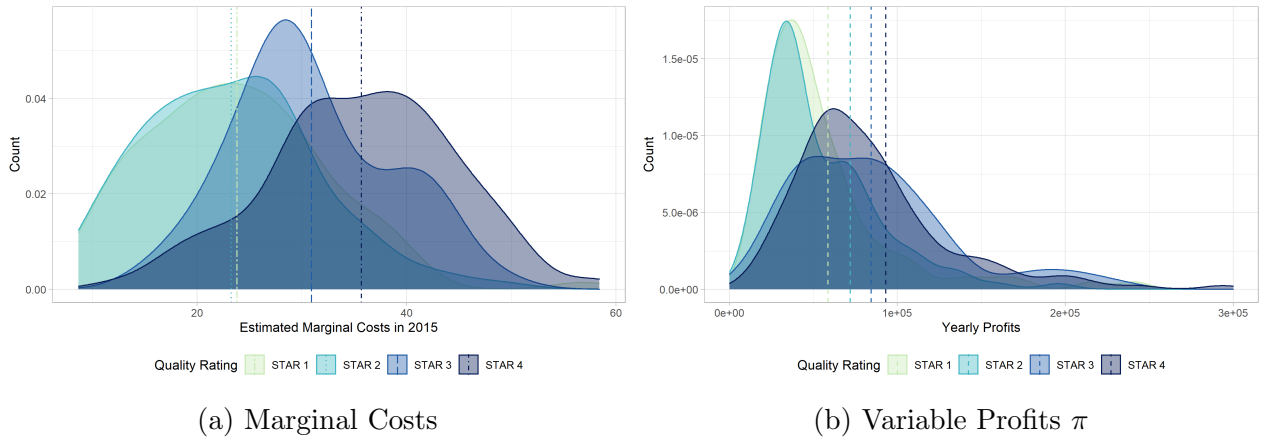 Count
0.04
0.02
0.00
20
40
60
Estimated Marginal Costs in 2015
Quality Rating STAR 1 STAR 2 STAR 3 STAR 4
(a) Marginal Costs
Count
1.5e-05
1.0e-05
5.0e-06
0.0e+00
0e+00
1e+05
2e+05
3e+05
Yearly Profits
Quality Rating STAR 1 STAR 2 STAR 3 STAR 4
(b) Variable Profits π